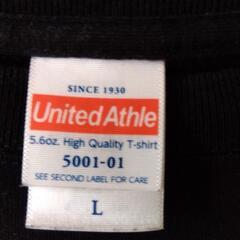 SINCE 1930
United Athle
5.6oz. High Quality T-shirt
5001-01
SEE SECOND LABEL FOR CARE
L